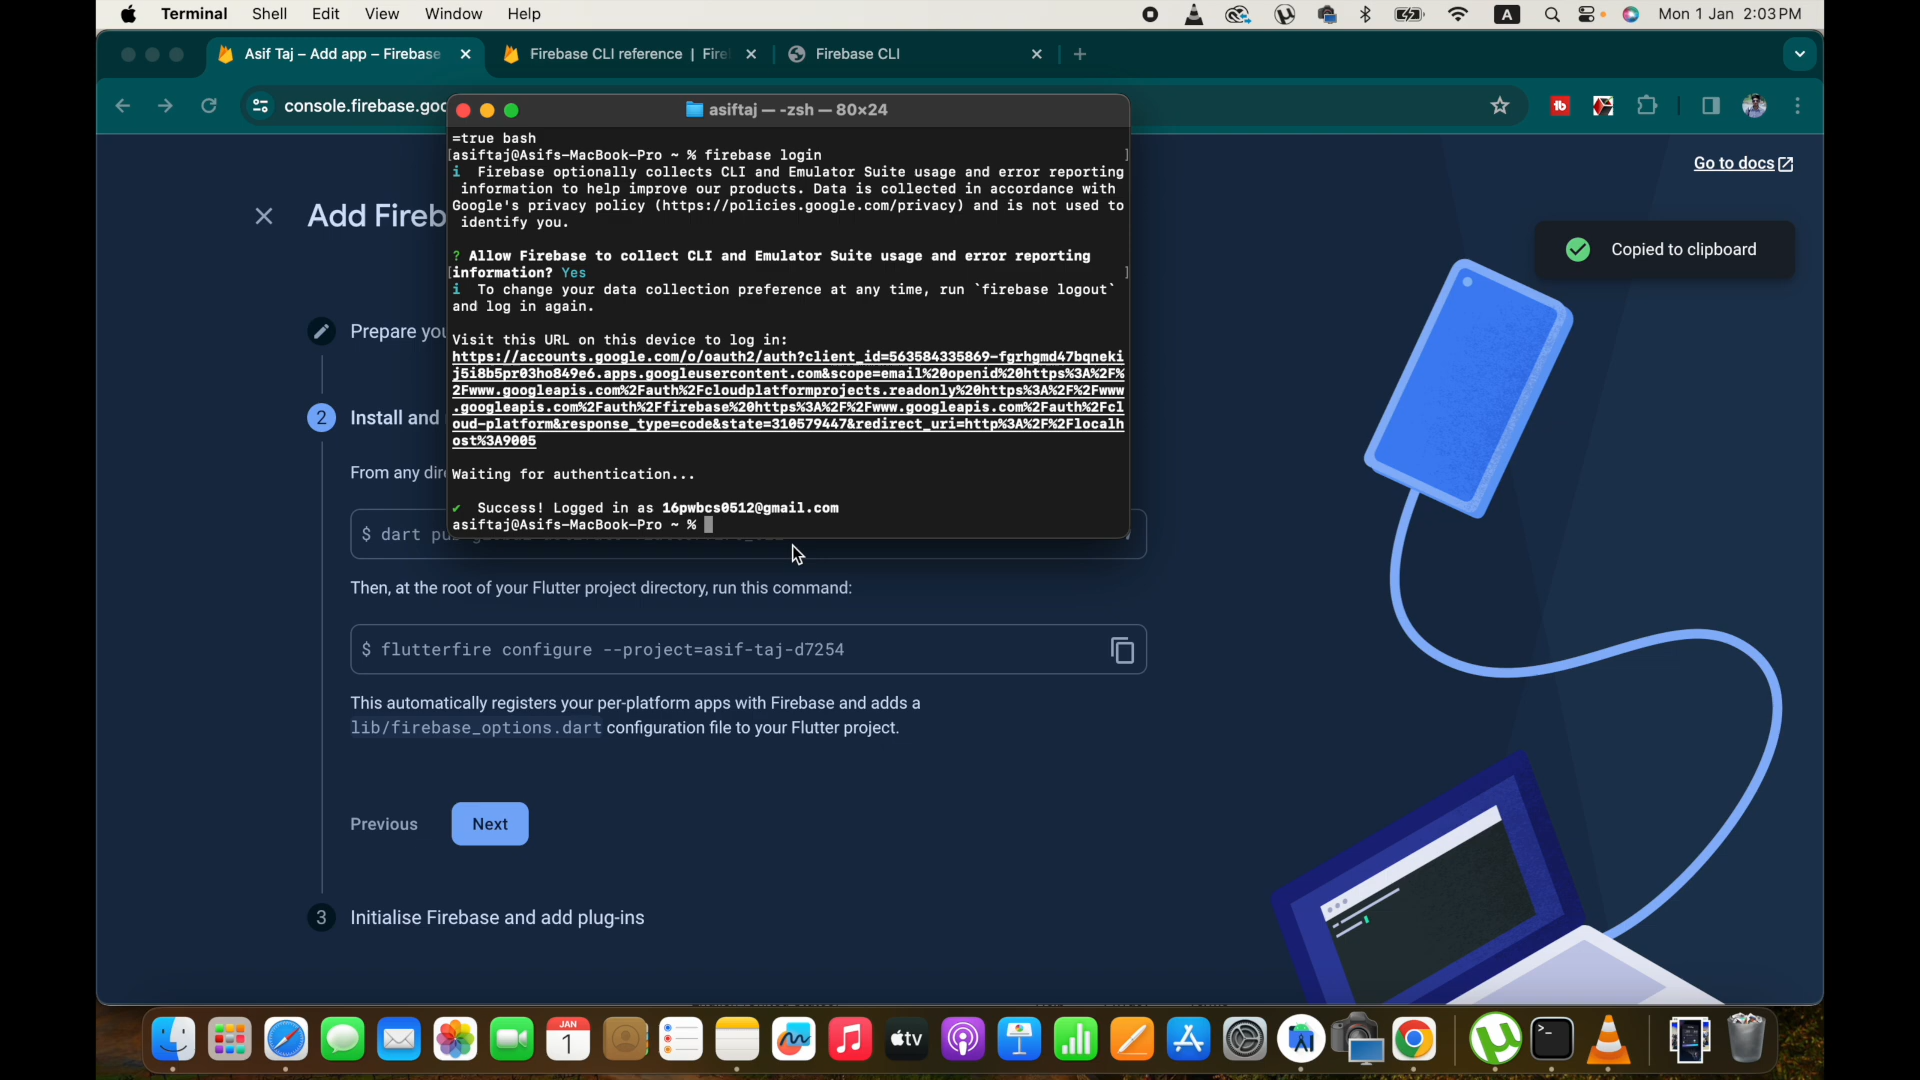 Terminal Shell Edit View Window Help
A Mon 1 Jan 2:03 PM
Asif Taj – Add app – Firebase
Firebase CLI reference | Fire
Firebase CLI
console.firebase.goo
asiftaj — -zsh — 80×24
Go to docs
Add Fireb
Copied to clipboard
=true bash
asiftaj@Asifs-MacBook-Pro ~ % firebase login
i Firebase optionally collects CLI and Emulator Suite usage and error reporting
information to help improve our products. Data is collected in accordance with
Google's privacy policy (https://policies.google.com/privacy) and is not used to
identify you.
? Allow Firebase to collect CLI and Emulator Suite usage and error reporting
information? Yes
i To change your data collection preference at any time, run `firebase logout`
and log in again.
Visit this URL on this device to log in:
https://accounts.google.com/o/oauth2/auth?client_id=563584335869-fgrhgmd47bqneki
j5i8b5pr03ho849e6.apps.googleusercontent.com&scope=email%20openid%20https%3A%2F%
2Fwww.googleapis.com%2Fauth%2Fcloudplatformprojects.readonly%20https%3A%2F%2Fwww
.googleapis.com%2Fauth%2Ffirebase%20https%3A%2F%2Fwww.googleapis.com%2Fauth%2Fcl
oud-platform&response_type=code&state=310579447&redirect_uri=http%3A%2F%2Flocalh
ost%3A9005
Waiting for authentication...
✔ Success! Logged in as 16pwbcs0512@gmail.com
asiftaj@Asifs-MacBook-Pro ~ %
Prepare you
2 Install and
From any dire
$ dart pu
Then, at the root of your Flutter project directory, run this command:
$ flutterfire configure --project=asif-taj-d7254
This automatically registers your per-platform apps with Firebase and adds a
lib/firebase_options.dart configuration file to your Flutter project.
Previous Next
3 Initialise Firebase and add plug-ins
JAN
1
tv